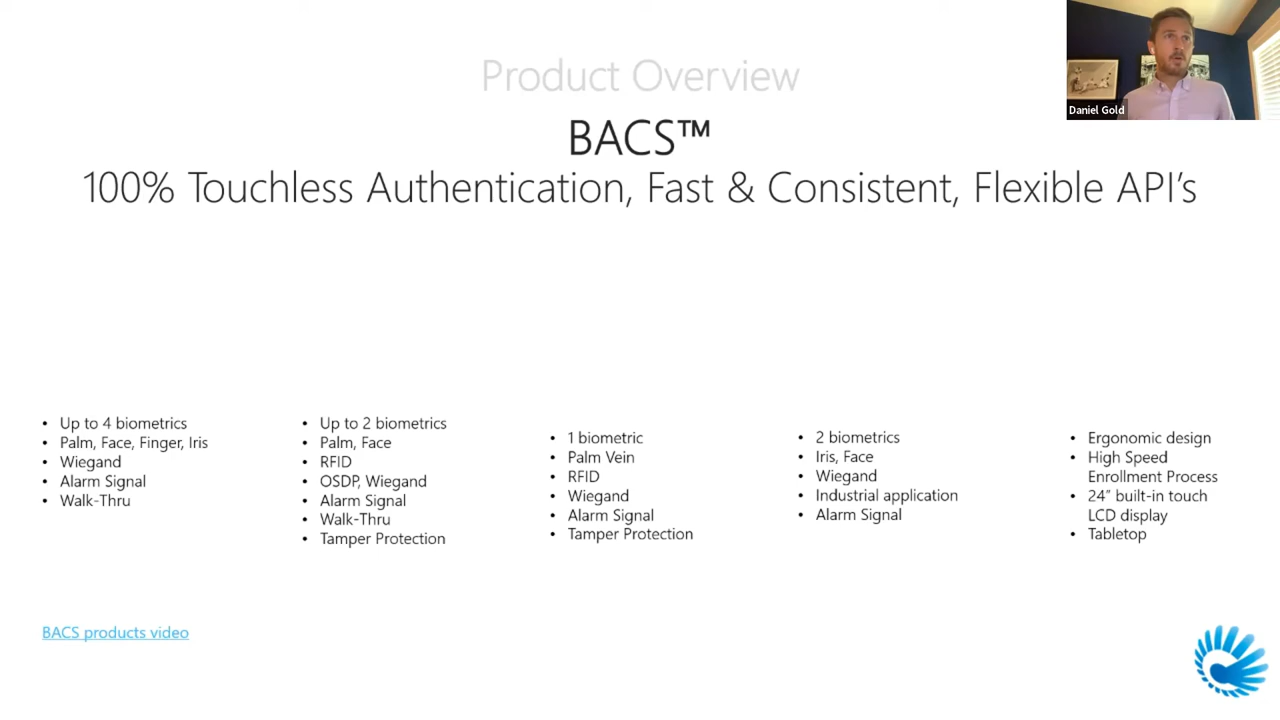 Product Overview
BACS™
100% Touchless Authentication, Fast & Consistent, Flexible API's
Daniel Gold
• Up to 4 biometrics
• Palm, Face, Finger, Iris
• Wiegand
• Alarm Signal
• Walk-Thru
• Up to 2 biometrics
• Palm, Face
• RFID
• OSDP, Wiegand
• Alarm Signal
• Walk-Thru
• Tamper Protection
• 1 biometric
• Palm Vein
• RFID
• Wiegand
• Alarm Signal
• Tamper Protection
• 2 biometrics
• Iris, Face
• Wiegand
• Industrial application
• Alarm Signal
• Ergonomic design
• High Speed
Enrollment Process
• 24” built-in touch
LCD display
• Tabletop
BACS products video